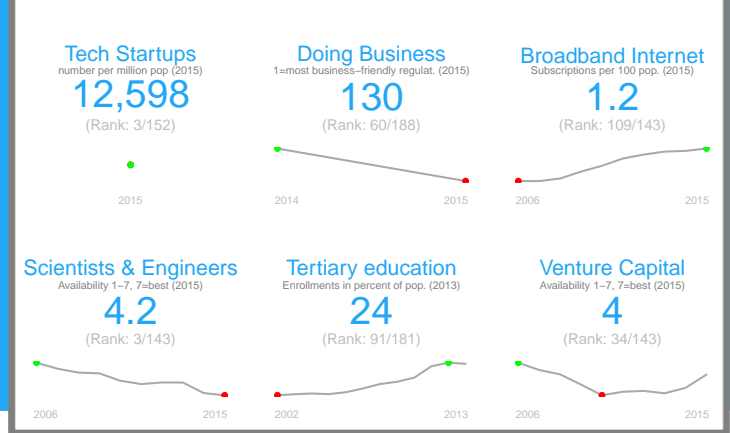 Tech Startups
number per million pop (2015)
12,598
(Rank: 3/152)
2015
Doing Business
1=most business−friendly regulat. (2015)
130
(Rank: 60/188)
2014 2015
Broadband Internet
Subscriptions per 100 pop. (2015)
1.2
(Rank: 109/143)
2006 2015
Scientists & Engineers
Availability 1−7, 7=best (2015)
4.2
(Rank: 3/143)
2006 2015
Tertiary education
Enrollments in percent of pop. (2013)
24
(Rank: 91/181)
2002 2013
Venture Capital
Availability 1−7, 7=best (2015)
4
(Rank: 34/143)
2006 2015